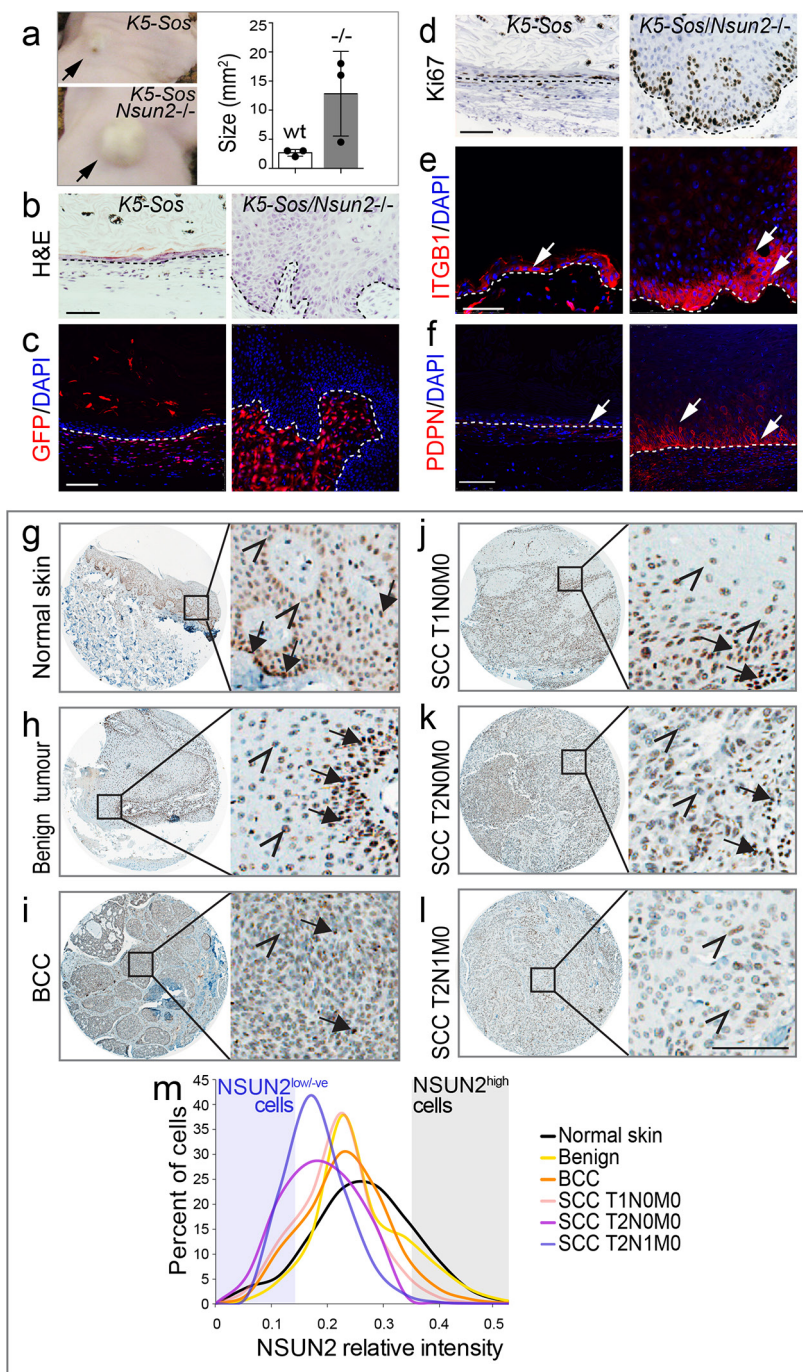 a
K5-Sos
K5-Sos
Nsun2-/-
Size (mm²)
25
20
15
10
5
0
wt
-/-
b
K5-Sos
K5-Sos/Nsun2-/-
H&E
c
GFP/DAPI
d
K5-Sos
K5-Sos/Nsun2-/-
Ki67
e
ITGB1/DAPI
f
PDPN/DAPI
g
Normal skin
h
Benign tumour
i
BCC
j
SCC T1N0M0
k
SCC T2N0M0
l
SCC T2N1M0
m
Percent of cells
45
40
35
30
25
20
15
10
5
0
NSUN2low/-ve
cells
NSUN2high
cells
0
0.1
0.2
0.3
0.4
0.5
NSUN2 relative intensity
Normal skin
Benign
BCC
SCC T1N0M0
SCC T2N0M0
SCC T2N1M0